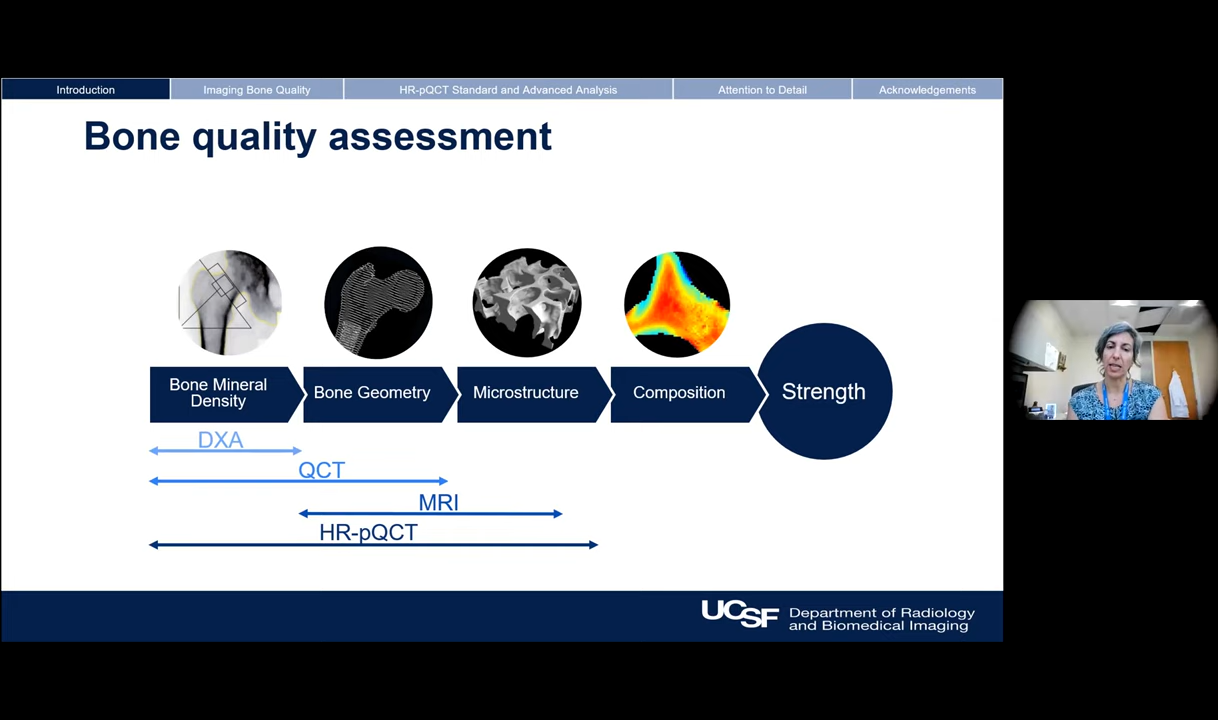 Introduction
Imaging Bone Quality
HR-pQCT Standard and Advanced Analysis
Attention to Detail
Acknowledgements
Bone quality assessment
Bone Mineral
Density
Bone Geometry
Microstructure
Composition
Strength
DXA
QCT
MRI
HR-pQCT
UCSF
Department of Radiology
and Biomedical Imaging